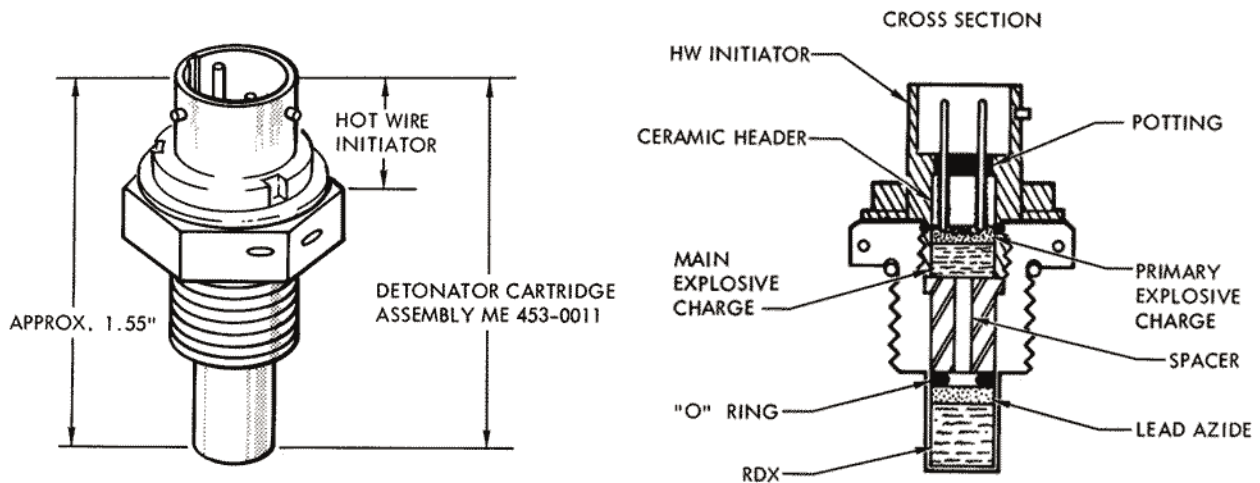 CROSS SECTION
HW INITIATOR
HOT WIRE
INITIATOR
POTTING
CERAMIC HEADER
MAIN
EXPLOSIVE
CHARGE
PRIMARY
EXPLOSIVE
CHARGE
DETONATOR CARTRIDGE
ASSEMBLY ME 453-0011
APPROX. 1.55"
SPACER
"O" RING
LEAD AZIDE
RDX